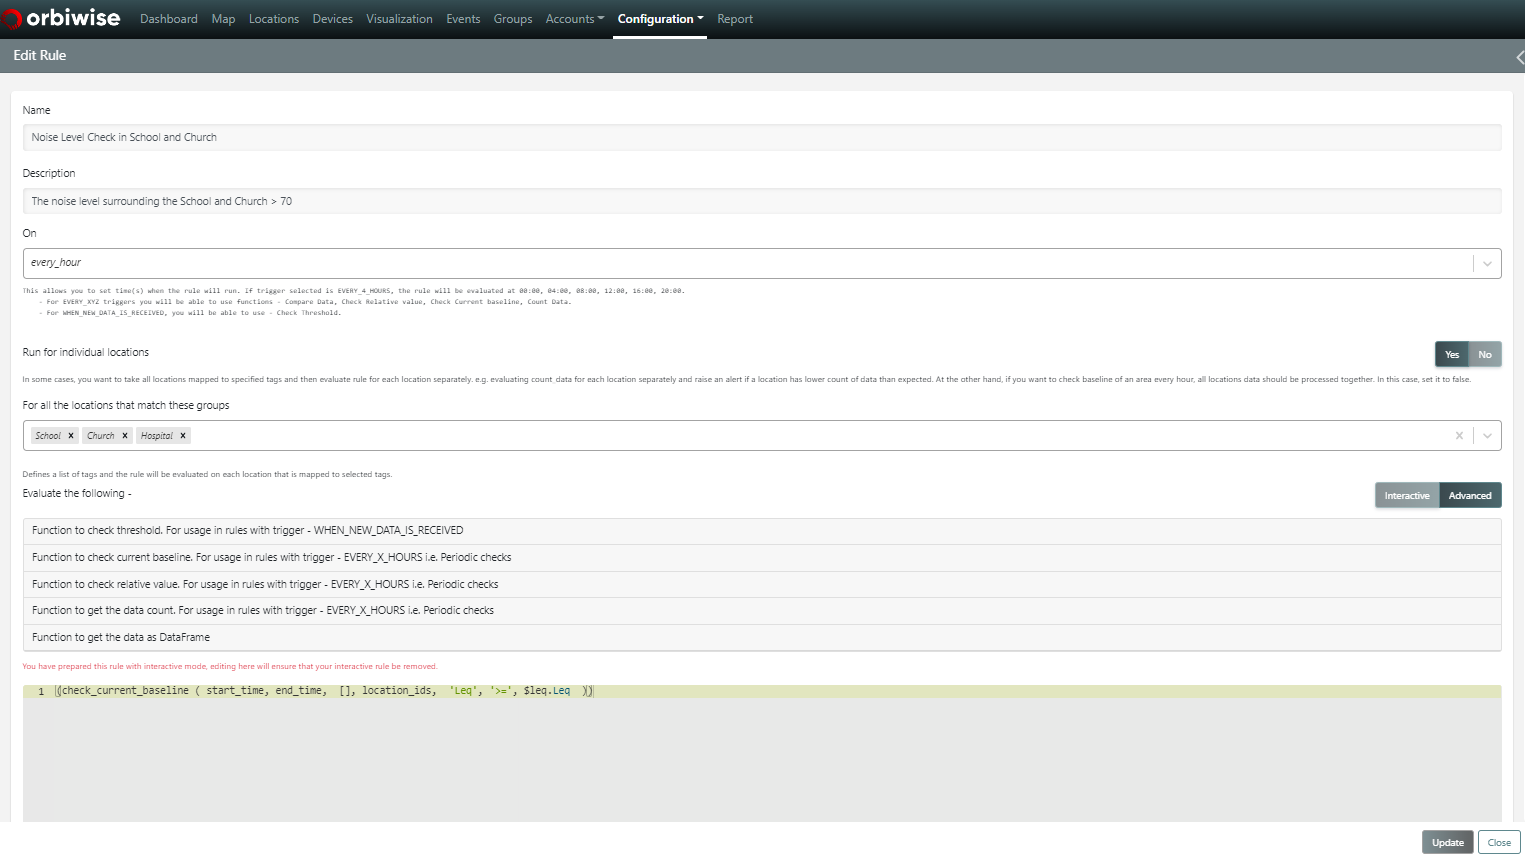 orbiwise Dashboard Map Locations Devices Visualization Events Groups Accounts Configuration Report
Edit Rule
Name
Noise Level Check in School and Church
Description
The noise level surrounding the School and Church > 70
On
every_hour
This allows you to set time(s) when the rule will run. If trigger selected is EVERY_4_HOURS, the rule will be evaluated at 00:00, 04:00, 08:00, 12:00, 16:00, 20:00.
- For EVERY_XYZ triggers you will be able to use functions - Compare Data, Check Relative value, Check Current baseline, Count Data.
- For WHEN_NEW_DATA_IS_RECEIVED, you will be able to use - Check Threshold.
Run for individual locations
Yes No
In some cases, you want to take all locations mapped to specified tags and then evaluate rule for each location separately. e.g. evaluating count_data for each location separately and raise an alert if a location has lower count of data than expected. At the other hand, if you want to check baseline of an area every hour, all locations data should be processed together. In this case, set it to false.
For all the locations that match these groups
School x Church x Hospital x
Defines a list of tags and the rule will be evaluated on each location that is mapped to selected tags.
Evaluate the following -
Interactive Advanced
Function to check threshold. For usage in rules with trigger - WHEN_NEW_DATA_IS_RECEIVED
Function to check current baseline. For usage in rules with trigger - EVERY_X_HOURS i.e. Periodic checks
Function to check relative value. For usage in rules with trigger - EVERY_X_HOURS i.e. Periodic checks
Function to get the data count. For usage in rules with trigger - EVERY_X_HOURS i.e. Periodic checks
Function to get the data as DataFrame
You have prepared this rule with interactive mode, editing here will ensure that your interactive rule be removed.
1 (check_current_baseline ( start_time, end_time, [], location_ids, 'Leq', '>=', $leq.Leq ))
Update Close